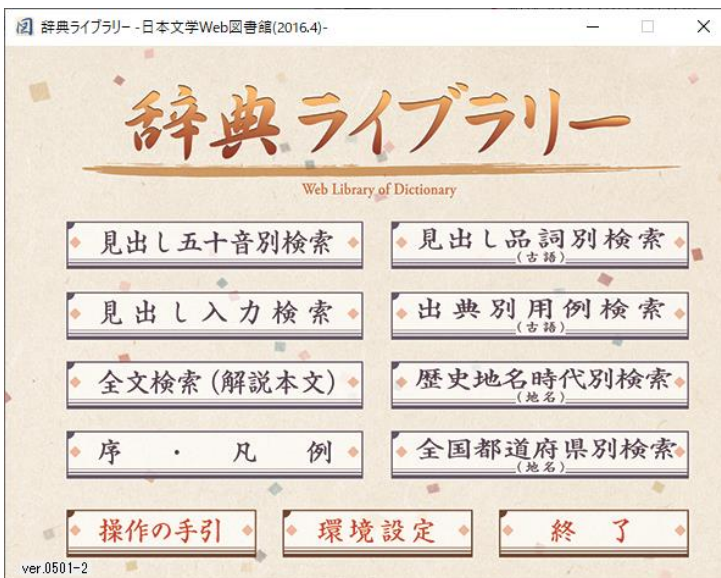 辞典ライブラリー -日本文学Web図書館(2016.4)-
辞典ライブラリー
Web Library of Dictionary
見出し五十音別検索
見出し品詞別検索
(古語)
見出し入力検索
出典別用例検索
(古語)
全文検索(解説本文)
歴史地名時代別検索
(地名)
序・凡例
全国都道府県別検索
(地名)
操作の手引
環境設定
終了
ver.0501-2